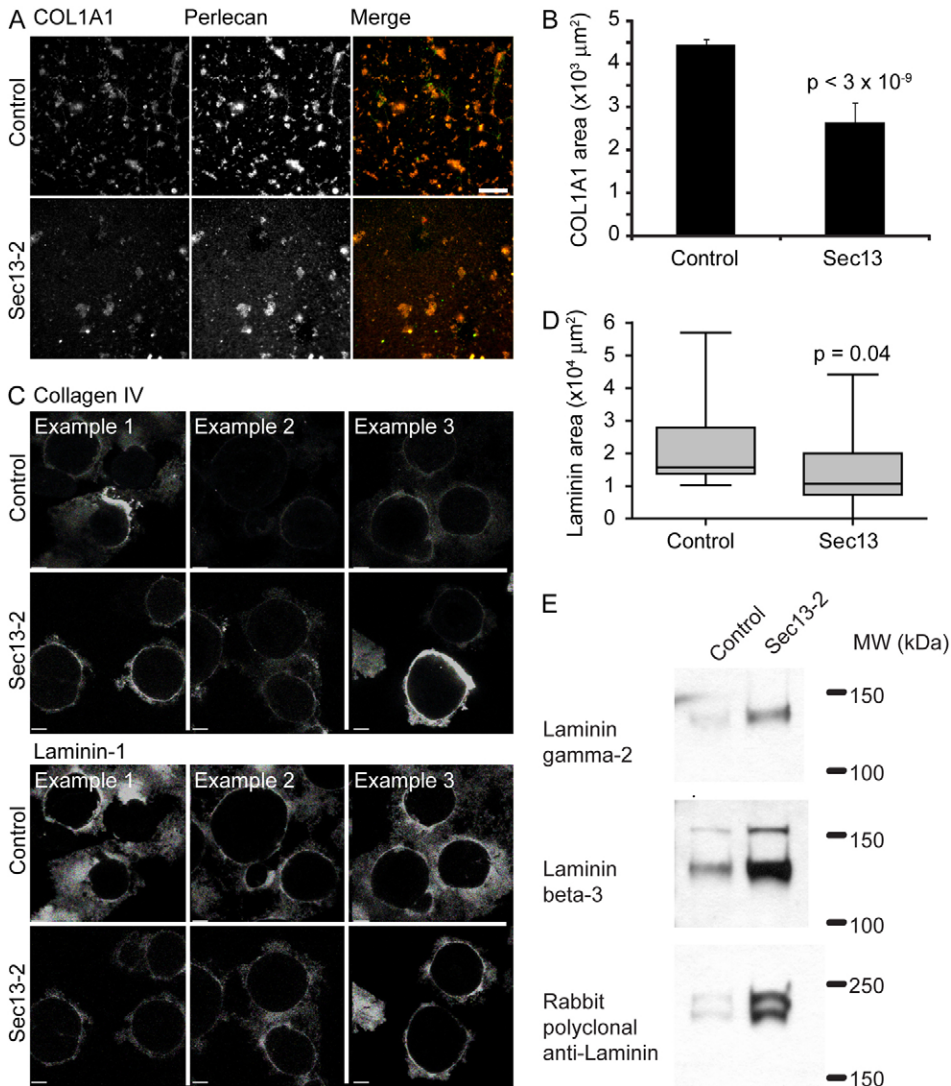 A COL1A1 Perlecan Merge
Control
Sec13-2
B
COL1A1 area (x10³ µm²)
5
4
3
2
4
3
2
1
0
p < 3 x 10⁻⁹
Control Sec13
C Collagen IV
Example 1 Example 2 Example 3
Control
Sec13-2
Laminin-1
Example 1 Example 2 Example 3
Control
Sec13-2
D
Laminin area (x10⁴ µm²)
6
5
4
3
2
1
0
p = 0.04
Control Sec13
E
Control Sec13-2 MW (kDa)
Laminin
gamma-2
150
100
Laminin
beta-3
150
100
Rabbit
polyclonal
anti-Laminin
250
150